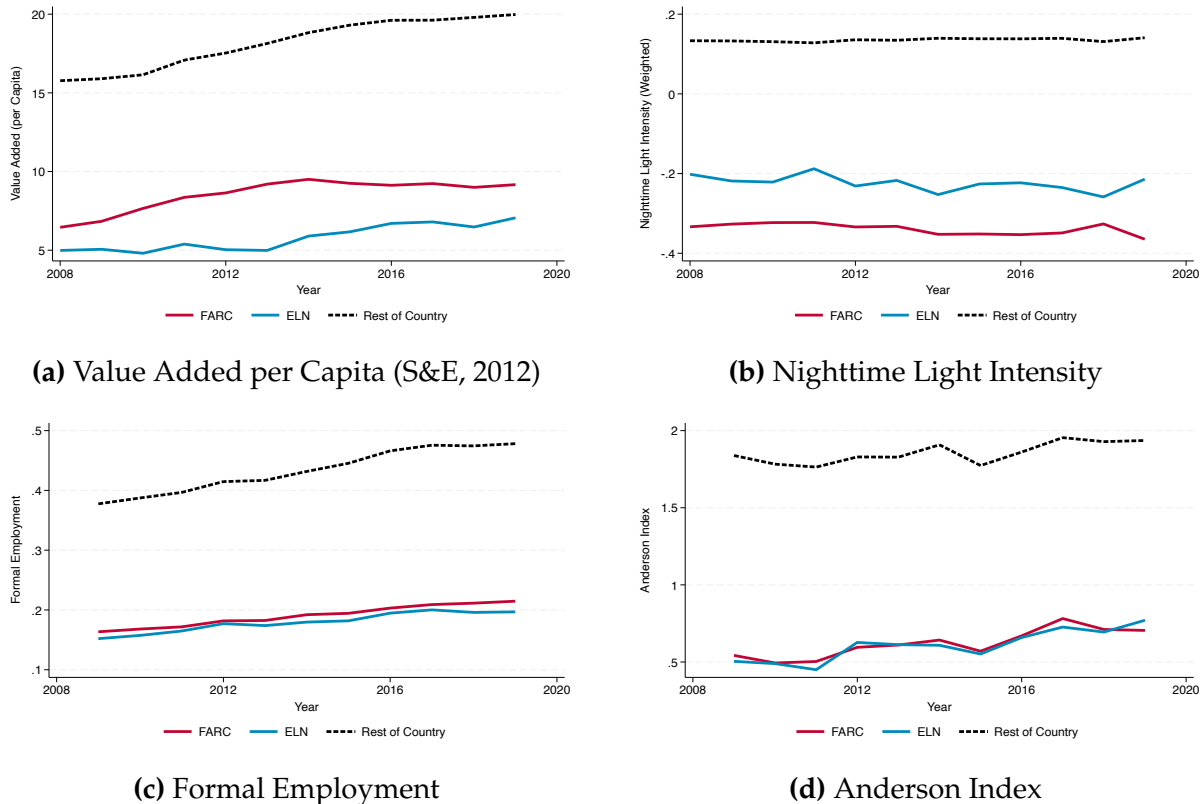 20
15
10
5
Value Added (per Capita)
2008 2012 2016 2020
Year
FARC ELN Rest of Country
(a) Value Added per Capita (S&E, 2012)
.2
0
-.2
-.4
Nighttime Light Intensity (Weighted)
2008 2012 2016 2020
Year
FARC ELN Rest of Country
(b) Nighttime Light Intensity
.5
.4
.3
.2
.1
Formal Employment
2008 2012 2016 2020
Year
FARC ELN Rest of Country
(c) Formal Employment
2
1.5
1
.5
Anderson Index
2008 2012 2016 2020
Year
FARC ELN Rest of Country
(d) Anderson Index